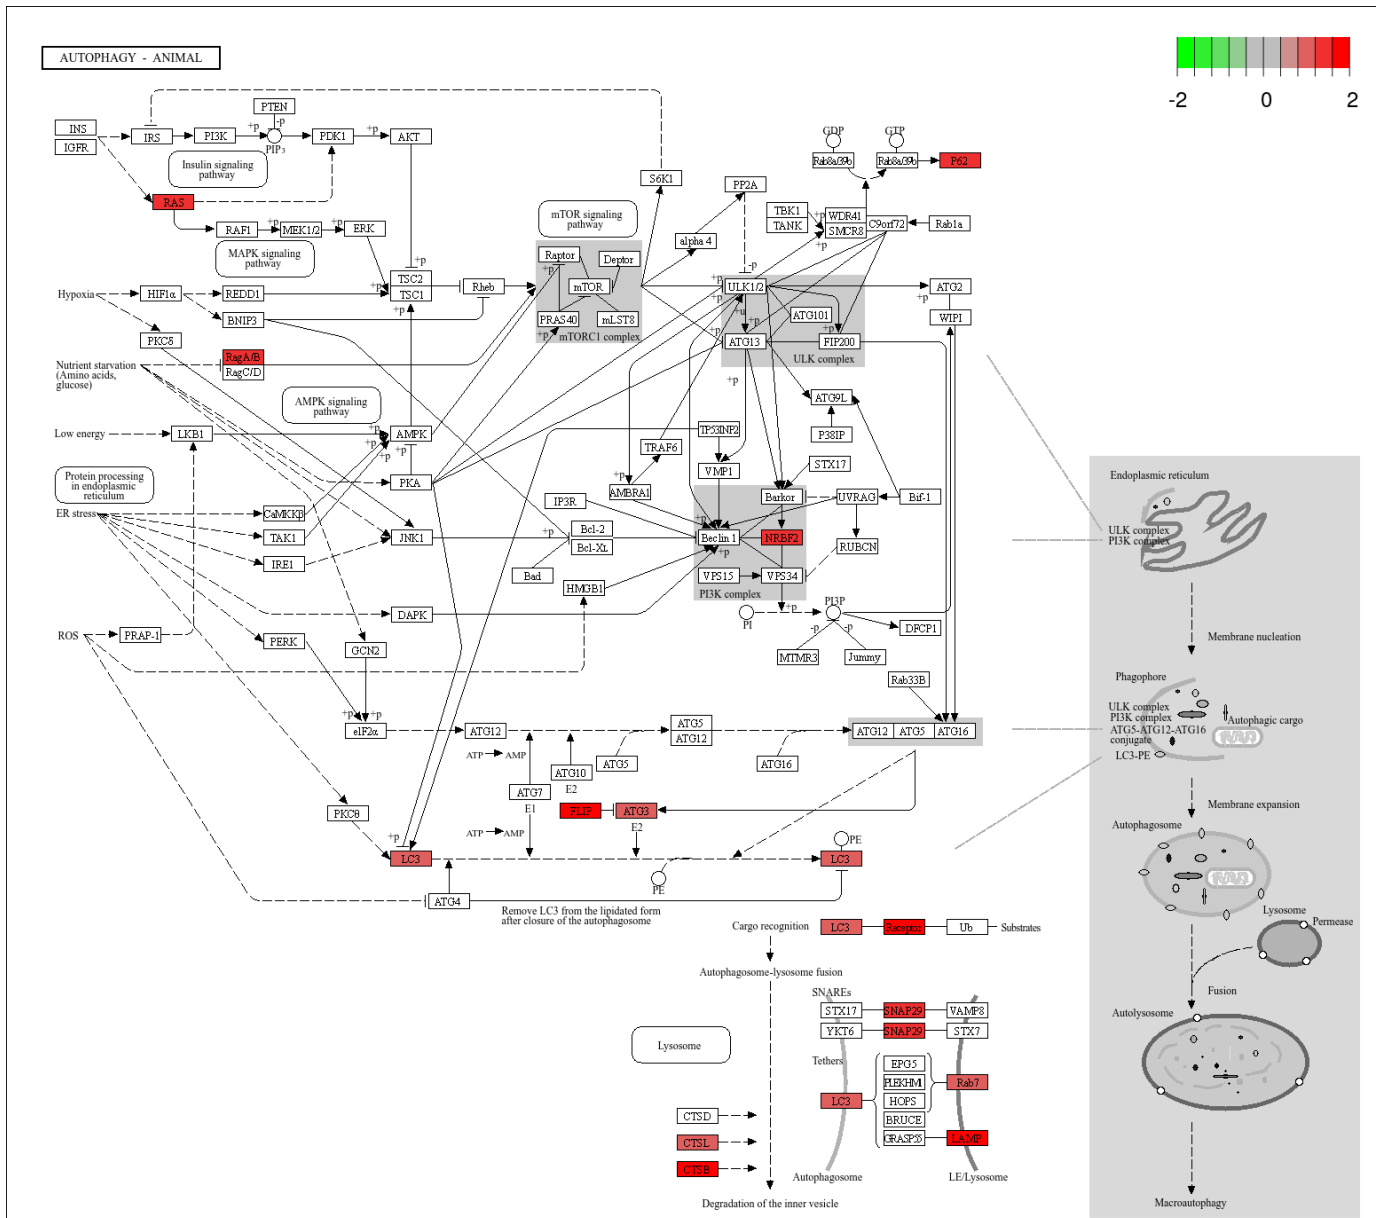 AUTOPHAGY - ANIMAL
-2 0 2
INS
IGFR
IRS
+p
PI3K
+p
PTEN
-p
PIP3
PDK1
+p
AKT
Insulin signaling
pathway
RAS
RAF1
+p
MEK1/2
+p
ERK
MAPK signaling
pathway
+p
TSC2
TSC1
+p
+p
Rheb
Hypoxia
HIF1α
REDD1
BNIP3
PKCδ
Nutrient starvation
(Amino acids,
glucose)
RagA/B
RagC/D
AMPK signaling
pathway
Low energy
LKB1
+p
+p
+p
+p
AMPK
PKA
Protein processing
in endoplasmic
reticulum
ER stress
CaMKKβ
TAK1
IRE1
JNK1
DAPK
ROS
PRAP-1
PERK
GCN2
+p
+p
eIF2α
mTOR signaling
pathway
Raptor
Deptor
+p
mTOR
PRAS40
mLST8
+p
mTORC1 complex
S6K1
alpha 4
PP2A
-p
+p
+p
ULK1/2
+u
+p
ATG101
ATG13
+p
FIP200
ULK complex
+p
GDP
GTP
Rab8a/39b
Rab8a/39b
P62
TBK1
TANK
+p
WDR41
SMCR8
+p
C9orf72
Rab1a
ATG2
+p
WIPI
ATG9L
P38IP
TP53INP2
TRAF6
VMP1
STX17
+p
AMBRA1
IP3R
Barkor
UVRAG
Bif-1
+p
Beclin 1
+p
NRBF2
RUBCN
VPS15
VPS34
PI3K complex
Bcl-2
Bcl-XL
Bad
HMGB1
PI
+p
PI3P
-p
-p
MTMR3
Jummy
DFCP1
Rab33B
ATG12
ATP
AMP
ATG7
E1
ATG10
E2
ATG5
ATG5
ATG12
ATG16
ATG12
ATG5
ATG16
FLIP
ATG3
E2
ATP
AMP
PKCθ
+p
LC3
PE
PE
LC3
ATG4
Remove LC3 from the lipidated form
after closure of the autophagosome
Cargo recognition
LC3
Receptor
Ub
Substrates
Autophagosome-lysosome fusion
SNAREs
STX17
SNAP29
VAMP8
YKT6
SNAP29
STX7
Lysosome
Tethers
EPG5
PLEKHM1
HOPS
BRUCE
GRASP55
LC3
Rab7
LAMP
CTSD
CTSL
CTSB
Autophagosome
LE/Lysosome
Degradation of the inner vesicle
Endoplasmic reticulum
ULK complex
PI3K complex
Membrane nucleation
Phagophore
ULK complex
PI3K complex
ATG5-ATG12-ATG16
conjugate
LC3-PE
Autophagic cargo
Membrane expansion
Autophagosome
Lysosome
Permease
Fusion
Autolysosome
Macroautophagy